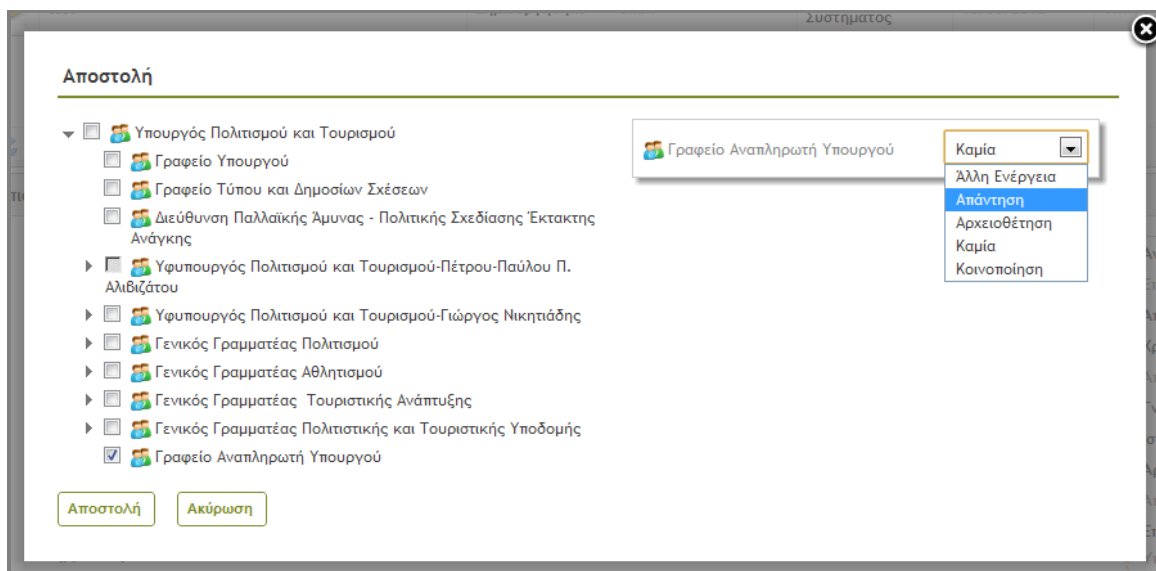 Συστήματος
Αποστολή
Υπουργός Πολιτισμού και Τουρισμού
Γραφείο Υπουργού
Γραφείο Τύπου και Δημοσίων Σχέσεων
Διεύθυνση Παλλαϊκής Άμυνας - Πολιτικής Σχεδίασης Έκτακτης
Ανάγκης
Υφυπουργός Πολιτισμού και Τουρισμού-Πέτρου-Παύλου Π.
Αλιβιζάτου
Υφυπουργός Πολιτισμού και Τουρισμού-Γιώργος Νικητιάδης
Γενικός Γραμματέας Πολιτισμού
Γενικός Γραμματέας Αθλητισμού
Γενικός Γραμματέας Τουριστικής Ανάπτυξης
Γενικός Γραμματέας Πολιτιστικής και Τουριστικής Υποδομής
Γραφείο Αναπληρωτή Υπουργού
Γραφείο Αναπληρωτή Υπουργού
Καμία
Άλλη Ενέργεια
Απάντηση
Αρχειοθέτηση
Καμία
Κοινοποίηση
Αποστολή
Ακύρωση